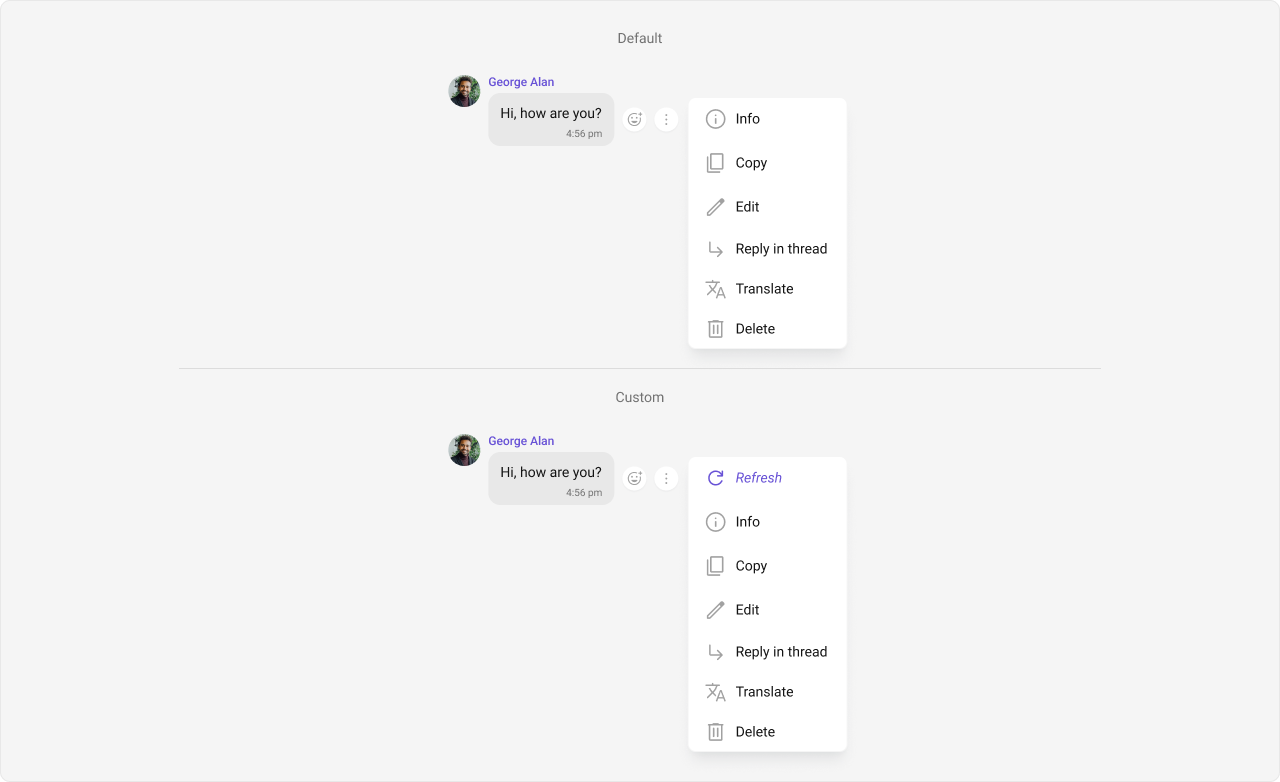 Default
George Alan
Hi, how are you?
4:56 pm
Info
Copy
Edit
Reply in thread
Translate
Delete
Custom
George Alan
Hi, how are you?
4:56 pm
Refresh
Info
Copy
Edit
Reply in thread
Translate
Delete